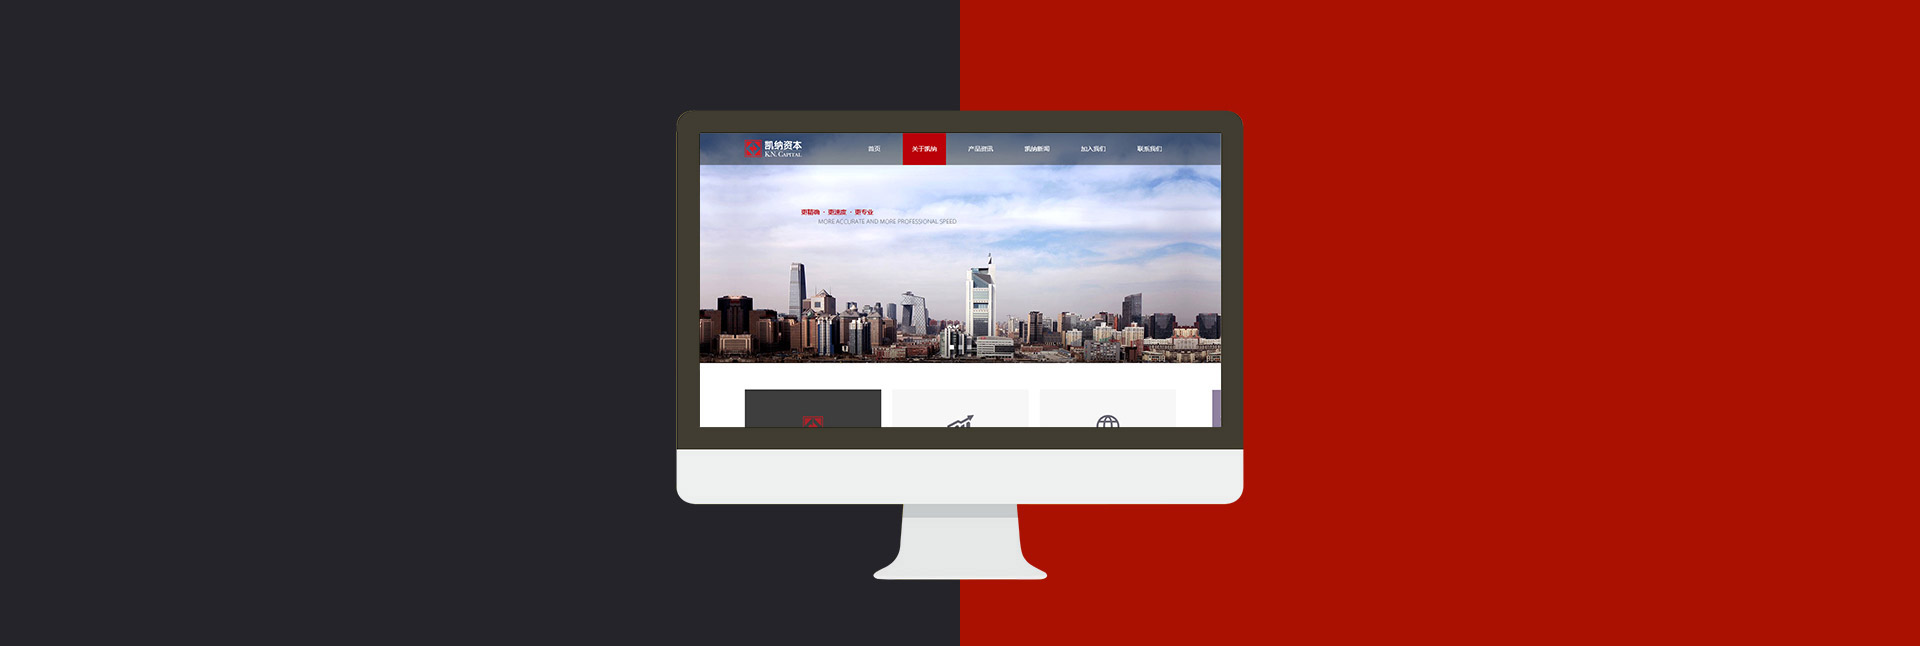 凯纳资本
K.N. CAPITAL
首页 关于凯纳 产品资讯 凯纳新闻 加入我们 联系我们
更精确 · 更速度 · 更专业
MORE ACCURATE AND MORE PROFESSIONAL SPEED